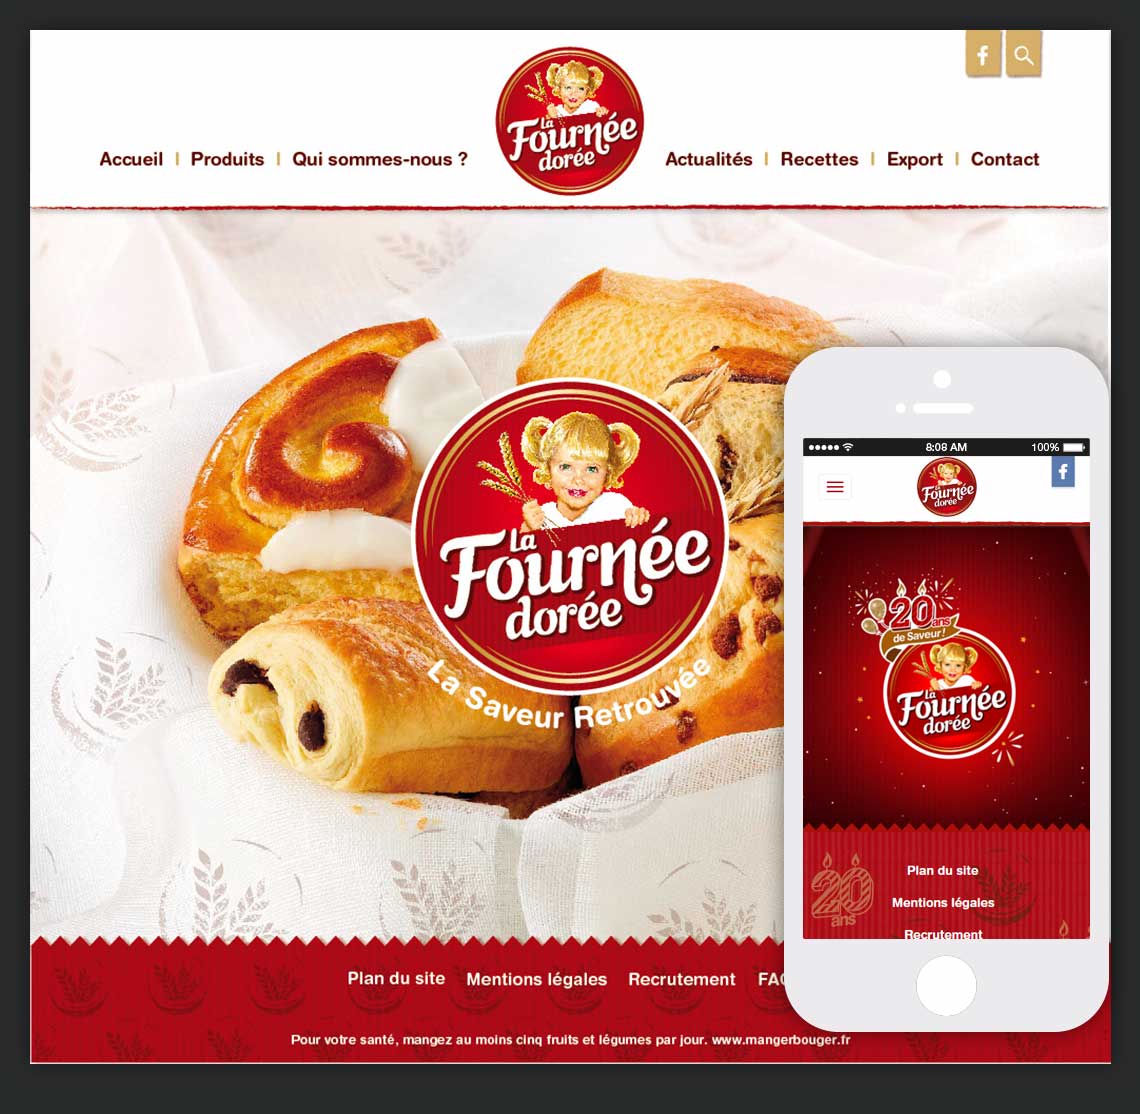 Accueil | Produits | Qui sommes-nous ?
La
Fournée
dorée
Actualités | Recettes | Export | Contact
La
Fournée
dorée
La Saveur Retrouvée
Plan du site Mentions légales Recrutement
Pour votre santé, mangez au moins cinq fruits et légumes par jour. www.mangerbouger.fr
8:08 AM 100%
La
Fournée
dorée
20 ans
de Saveur !
La
Fournée
dorée
20
ans
Plan du site
Mentions légales
Recrutement